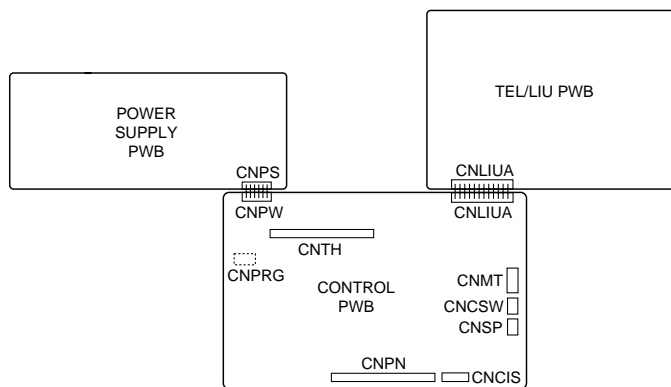 TEL/LIU PWB
POWER
SUPPLY
PWB
CNPS
CNLIUA
CNPW
CNLIUA
CNTH
CNPRG
CONTROL
PWB
CNMT
CNCSW
CNSP
CNPN
CNCIS